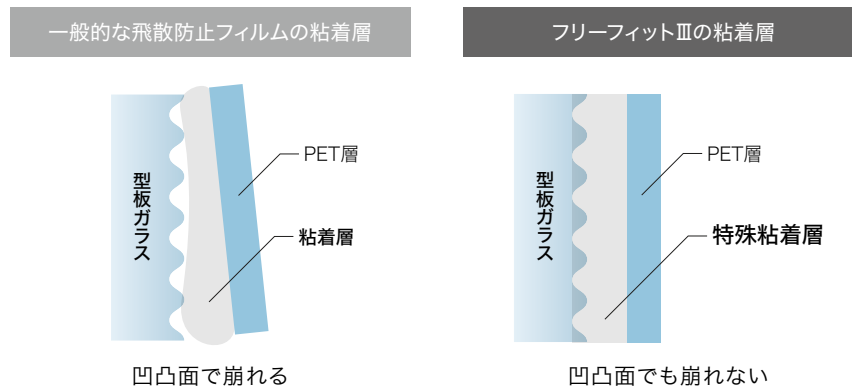 一般的な飛散防止フィルムの粘着層
フリーフィットⅢの粘着層
型板ガラス
PET層
粘着層
凹凸面で崩れる
型板ガラス
PET層
特殊粘着層
凹凸面でも崩れない